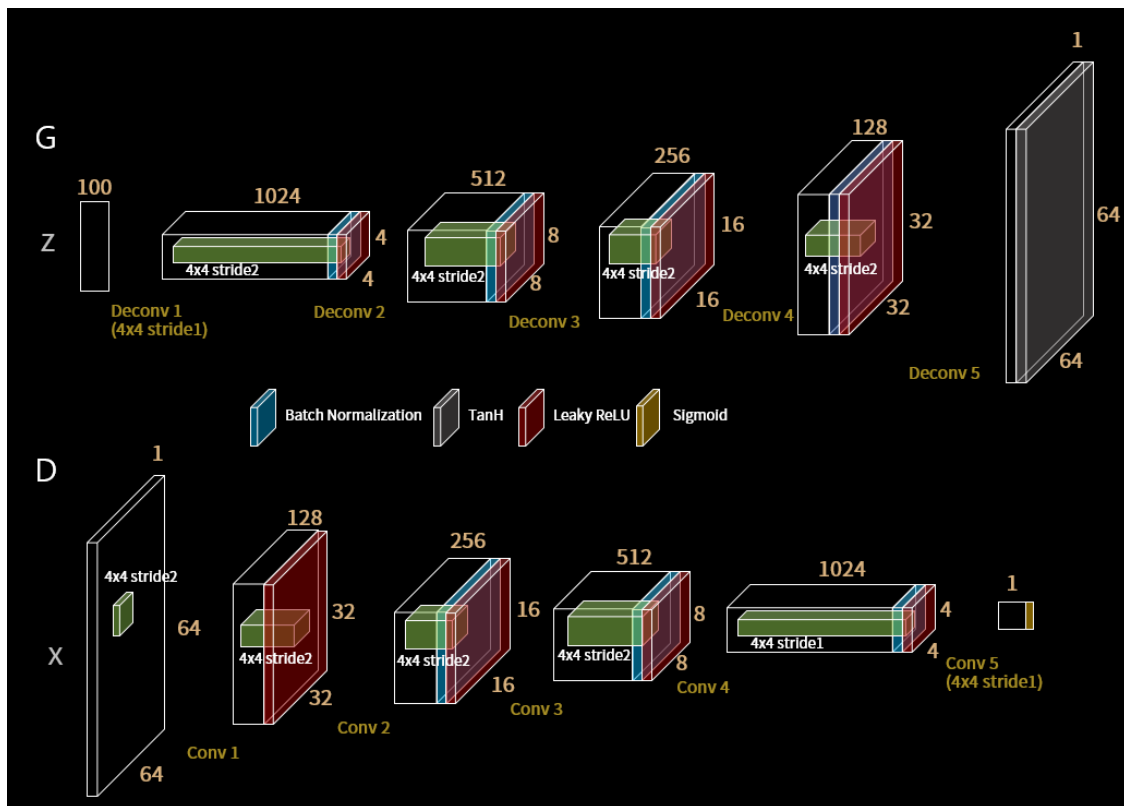 G
Z
100
1024
4
4
4x4 stride2
Deconv 1
(4x4 stride1)
Deconv 2
512
8
8
4x4 stride2
Deconv 3
256
16
16
4x4 stride2
Deconv 4
128
32
32
4x4 stride2
Deconv 5
1
64
64
Batch Normalization
TanH
Leaky ReLU
Sigmoid
D
X
1
4x4 stride2
64
64
Conv 1
128
32
32
4x4 stride2
Conv 2
256
16
16
4x4 stride2
Conv 3
512
8
8
4x4 stride2
Conv 4
1024
4
4
4x4 stride1
Conv 5
(4x4 stride1)
1